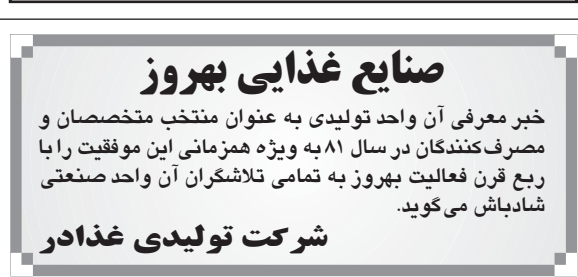 صنایع غذایی بهروز
خبر معرفی آن واحد تولیدی به عنوان منتخب متخصصان و
مصرف‌کنندگان در سال ۸۱ به ویژه همزمانی این موفقیت را با
ربع قرن فعالیت بهروز به تمامی تلاشگران آن واحد صنعتی
شادباش می‌گوید.
شرکت تولیدی غذادر